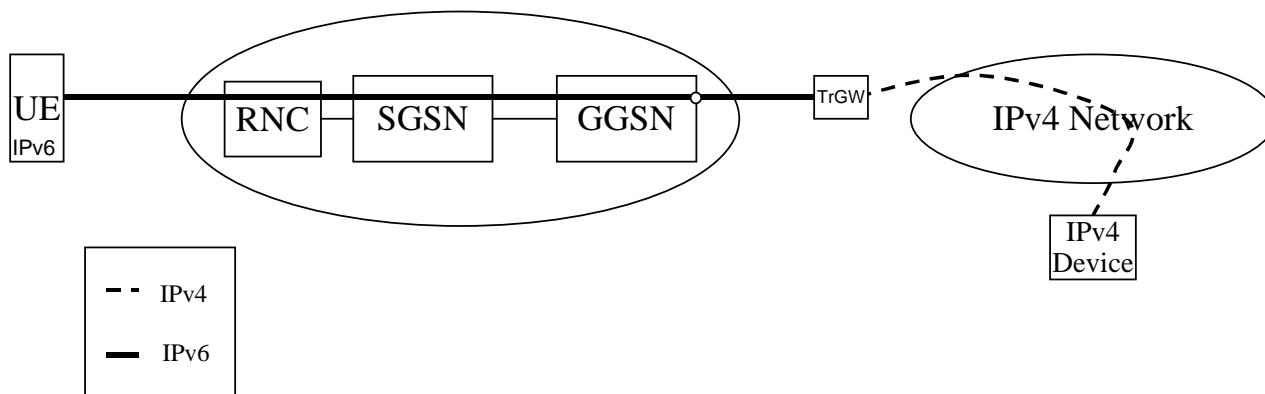 UE
IPv6
RNC
SGSN
GGSN
TrGW
IPv4 Network
IPv4
Device
IPv4
IPv6